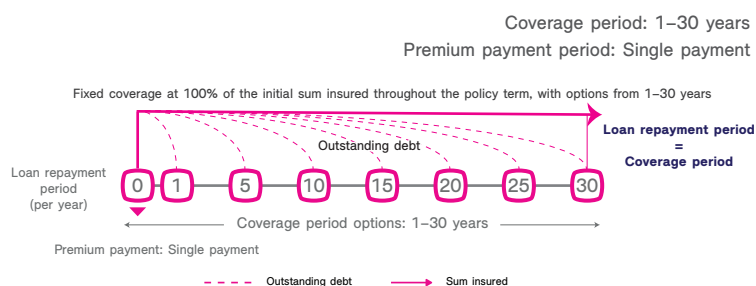 Coverage period: 1–30 years
Premium payment period: Single payment
Fixed coverage at 100% of the initial sum insured throughout the policy term, with options from 1–30 years
Loan repayment period
=
Coverage period
Outstanding debt
Loan repayment
period
(per year)
0 1 5 10 15 20 25 30
Coverage period options: 1–30 years
Premium payment: Single payment
Outstanding debt Sum insured